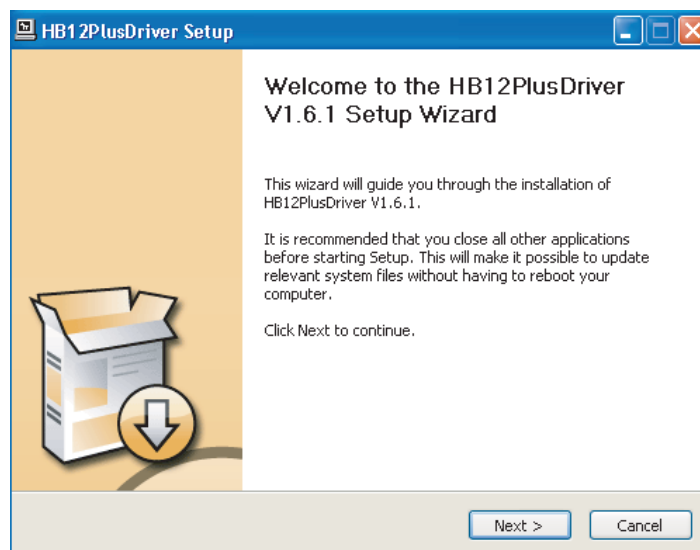 HB12PlusDriver Setup
Welcome to the HB12PlusDriver
V1.6.1 Setup Wizard
This wizard will guide you through the installation of
HB12PlusDriver V1.6.1.
It is recommended that you close all other applications
before starting Setup. This will make it possible to update
relevant system files without having to reboot your
computer.
Click Next to continue.
Next >
Cancel